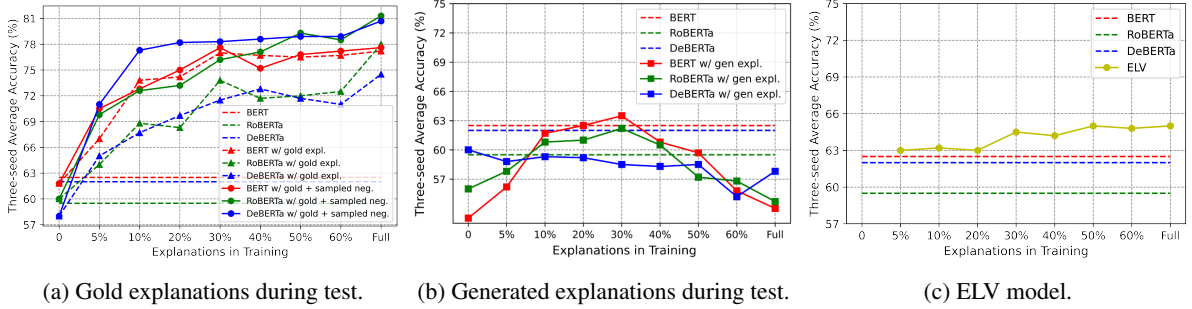 Three-seed Average Accuracy (%)
81
78
75
72
69
66
63
60
57
0 5% 10% 20% 30% 40% 50% 60% Full
Explanations in Training
BERT
RoBERTa
DeBERTa
BERT w/ gold expl.
RoBERTa w/ gold expl.
DeBERTa w/ gold expl.
BERT w/ gold + sampled neg.
RoBERTa w/ gold + sampled neg.
DeBERTa w/ gold + sampled neg.
(a) Gold explanations during test.
Three-seed Average Accuracy (%)
75
72
69
66
63
60
57
0 5% 10% 20% 30% 40% 50% 60% Full
Explanations in Training
BERT
RoBERTa
DeBERTa
BERT w/ gen expl.
RoBERTa w/ gen expl.
DeBERTa w/ gen expl.
(b) Generated explanations during test.
Three-seed Average Accuracy (%)
75
72
69
66
63
60
57
0 5% 10% 20% 30% 40% 50% 60% Full
Explanations in Training
BERT
RoBERTa
DeBERTa
ELV
(c) ELV model.